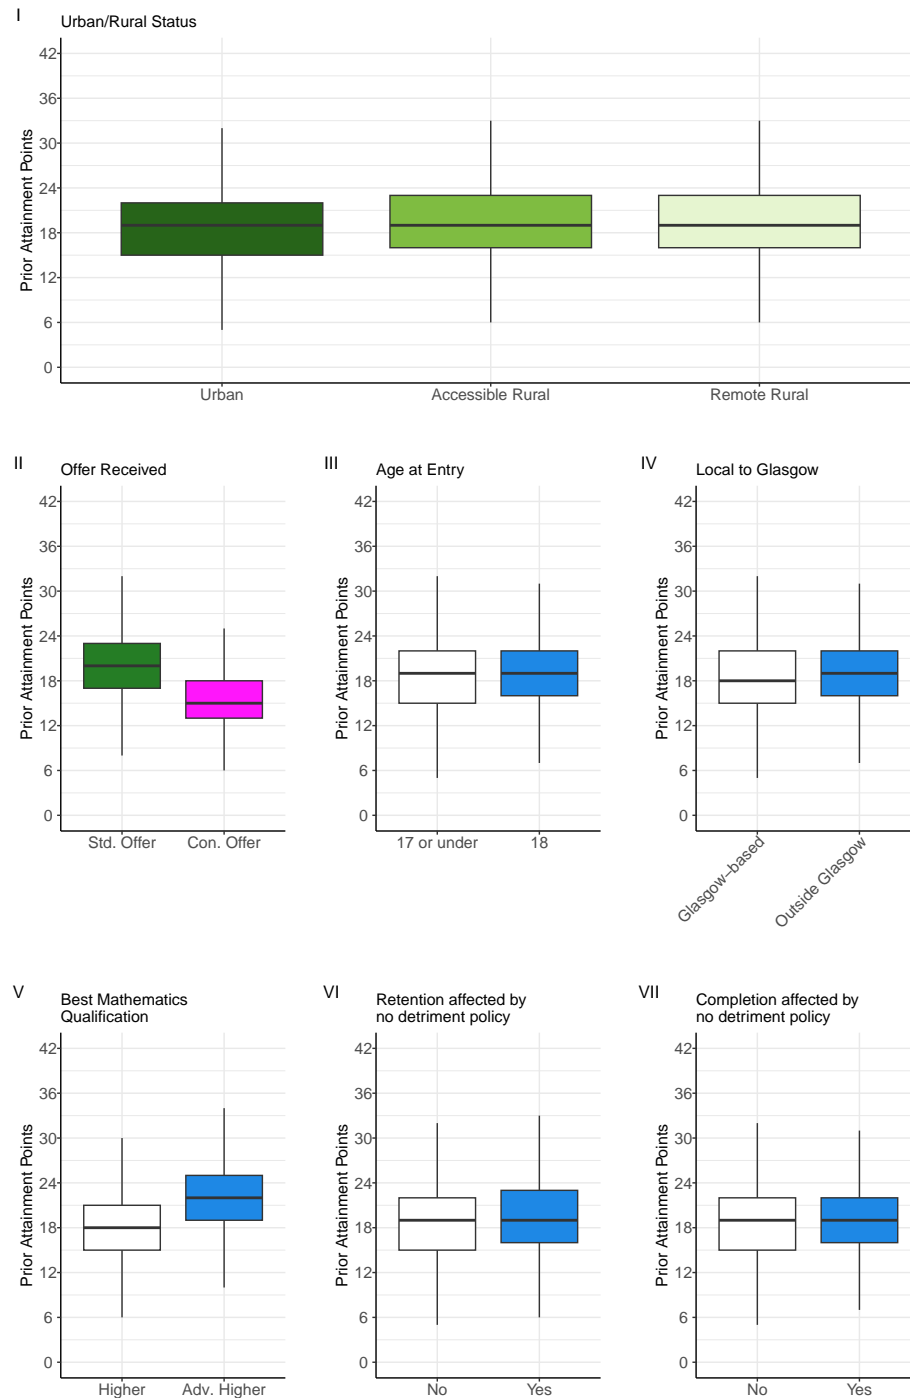 I
Urban/Rural Status
Prior Attainment Points
42
36
30
24
18
12
6
0
Urban
Accessible Rural
Remote Rural
II
Offer Received
Prior Attainment Points
42
36
30
24
18
12
6
0
Std. Offer
Con. Offer
III
Age at Entry
Prior Attainment Points
42
36
30
24
18
12
6
0
17 or under
18
IV
Local to Glasgow
Prior Attainment Points
42
36
30
24
18
12
6
0
Glasgow−based
Outside Glasgow
V
Best Mathematics
Qualification
Prior Attainment Points
42
36
30
24
18
12
6
0
Higher
Adv. Higher
VI
Retention affected by
no detriment policy
Prior Attainment Points
42
36
30
24
18
12
6
0
No
Yes
VII
Completion affected by
no detriment policy
Prior Attainment Points
42
36
30
24
18
12
6
0
No
Yes